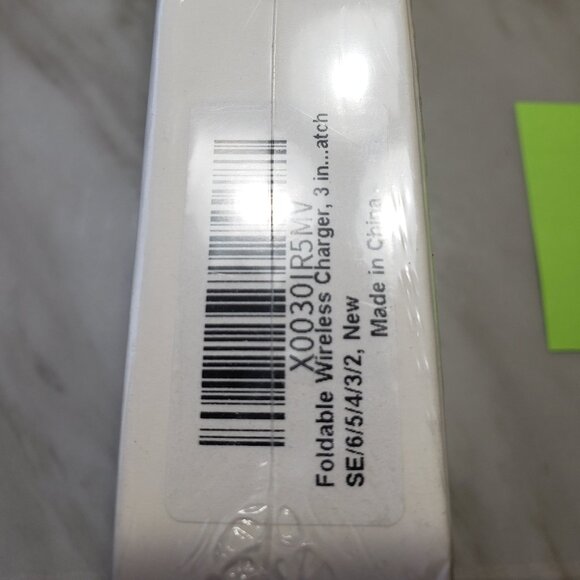 X0030IR5MV
Foldable Wireless Charger, 3 in...atch
SE/6/5/4/3/2, New
Made in China